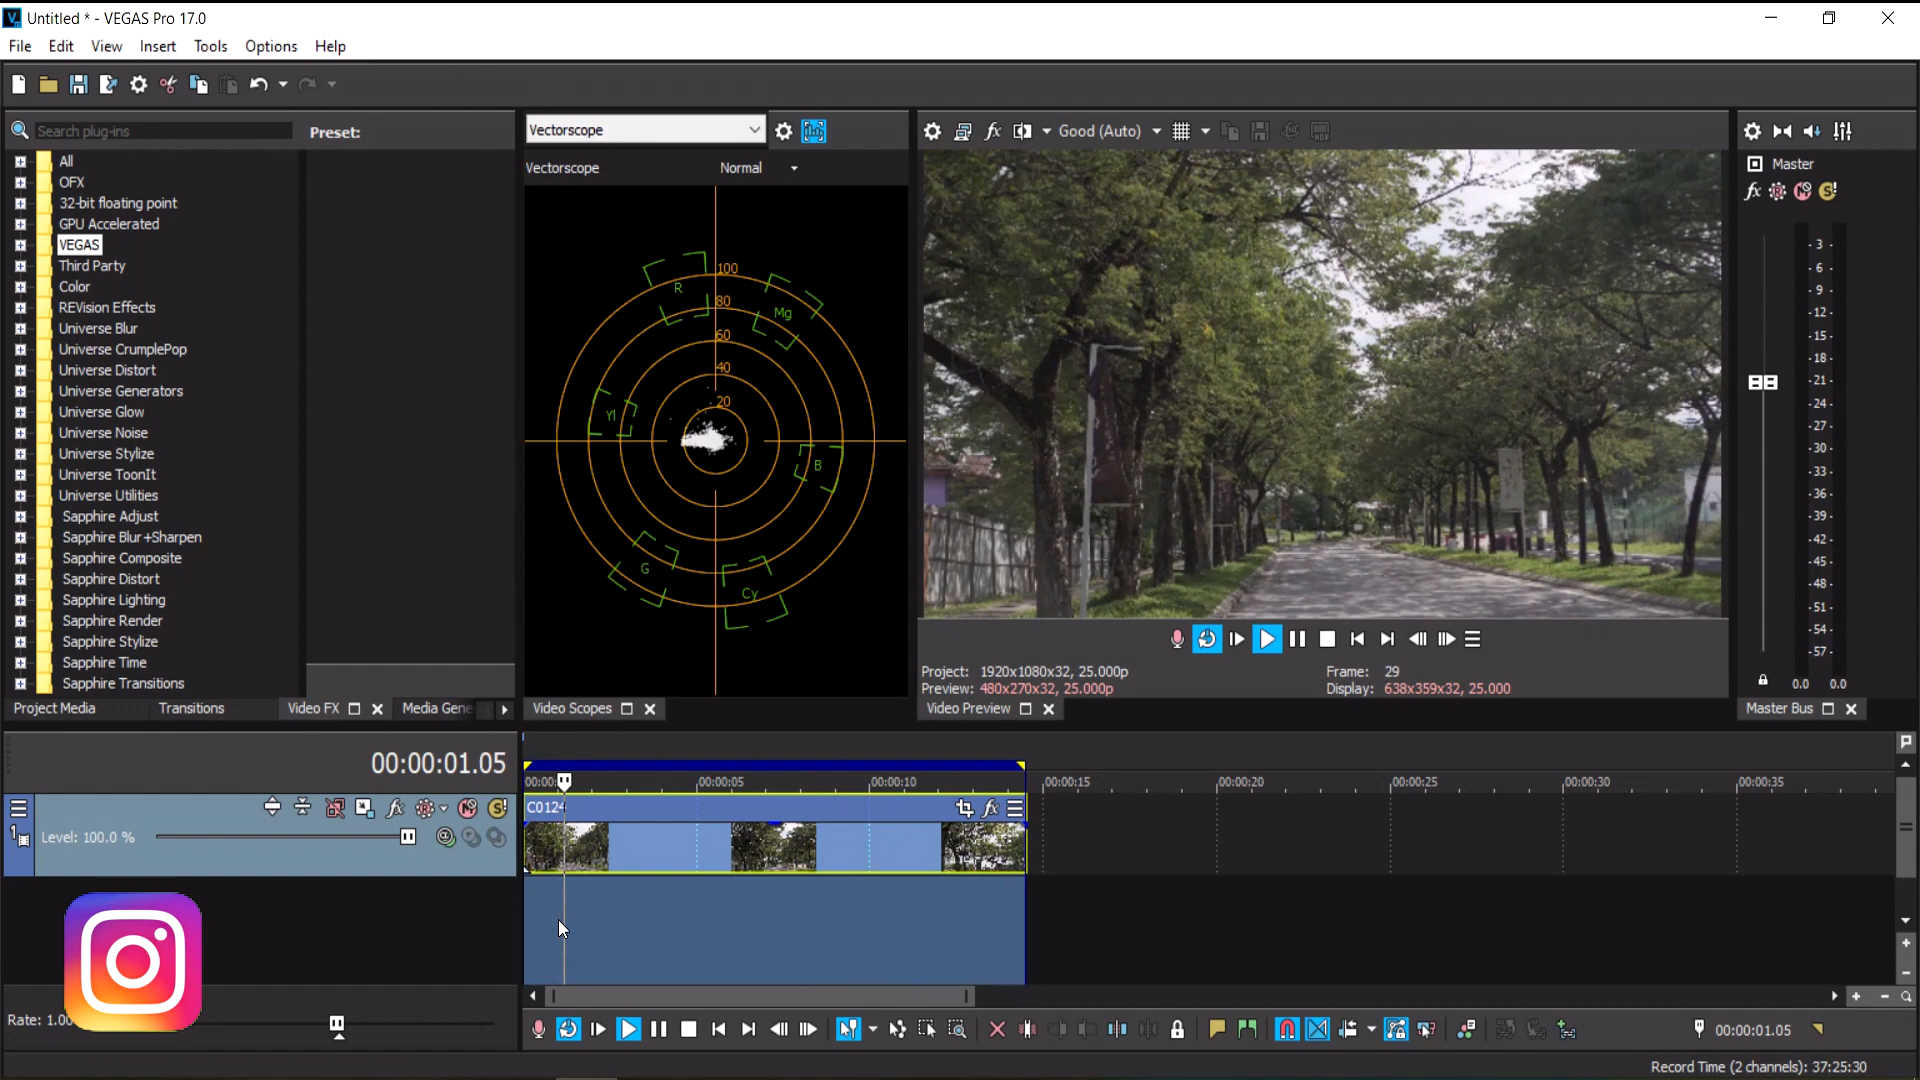 Untitled * - VEGAS Pro 17.0
File Edit View Insert Tools Options Help
Search plug-ins
Preset:
All
OFX
32-bit floating point
GPU Accelerated
VEGAS
Third Party
Color
REVision Effects
Universe Blur
Universe CrumplePop
Universe Distort
Universe Generators
Universe Glow
Universe Noise
Universe Stylize
Universe ToonIt
Universe Utilities
Sapphire Adjust
Sapphire Blur+Sharpen
Sapphire Composite
Sapphire Distort
Sapphire Lighting
Sapphire Render
Sapphire Stylize
Sapphire Time
Sapphire Transitions
Project Media Transitions Video FX Media Gene
Vectorscope
Vectorscope Normal
100
80
60
40
20
R
Mg
Yl
B
G
Cy
Video Scopes
fx Good (Auto)
Project: 1920x1080x32, 25.000p
Preview: 480x270x32, 25.000p
Frame: 29
Display: 638x359x32, 25.000
Video Preview
Master
fx
- 3 -
- 6 -
- 9 -
-12-
-15-
-18-
-21-
-24-
-27-
-30-
-33-
-36-
-39-
-42-
-45-
-48-
-51-
-54-
-57-
0.0 0.0
Master Bus
00:00:01.05
Level: 100.0 %
fx
1
Rate: 1.00
00:00: 00:00:05 00:00:10 00:00:15 00:00:20 00:00:25 00:00:30 00:00:35
C0124
fx
00:00:01.05
Record Time (2 channels): 37:25:30